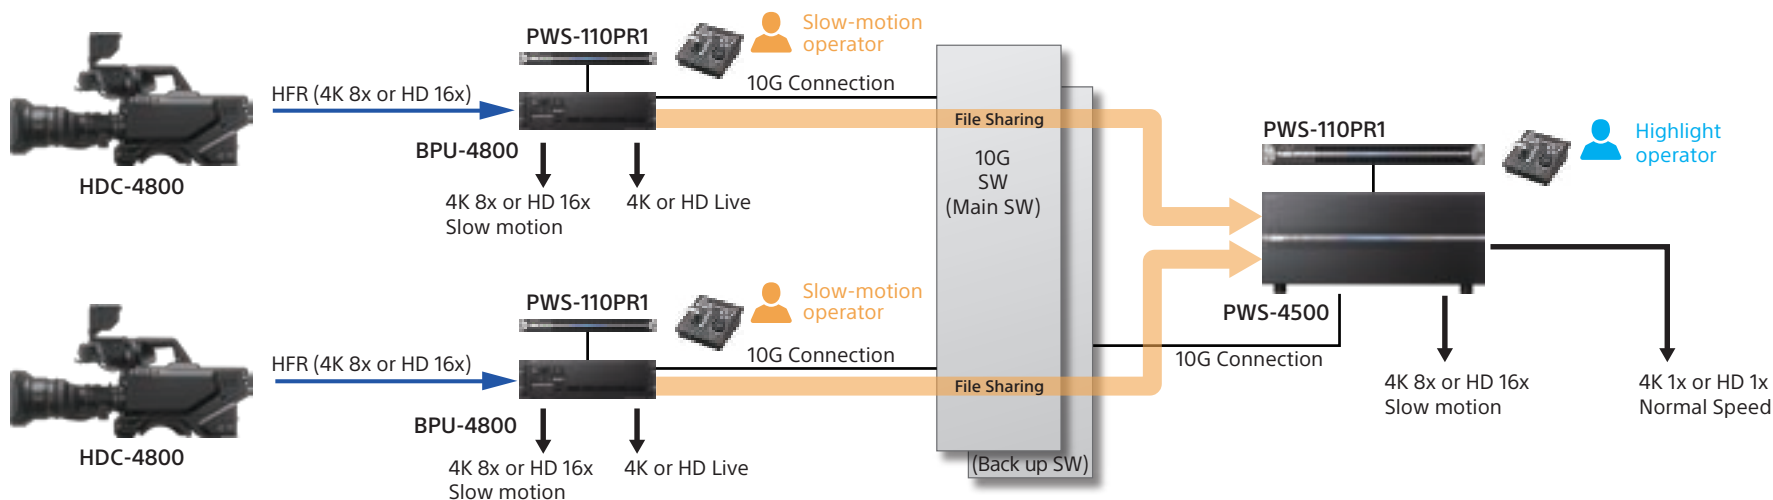 PWS-110PR1
Slow-motion
operator
10G Connection
HFR (4K 8x or HD 16x)
BPU-4800
HDC-4800
4K 8x or HD 16x
Slow motion
4K or HD Live
File Sharing
10G
SW
(Main SW)
PWS-110PR1
Highlight
operator
PWS-4500
PWS-110PR1
Slow-motion
operator
10G Connection
HFR (4K 8x or HD 16x)
BPU-4800
HDC-4800
4K 8x or HD 16x
Slow motion
4K or HD Live
File Sharing
(Back up SW)
10G Connection
4K 8x or HD 16x
Slow motion
4K 1x or HD 1x
Normal Speed